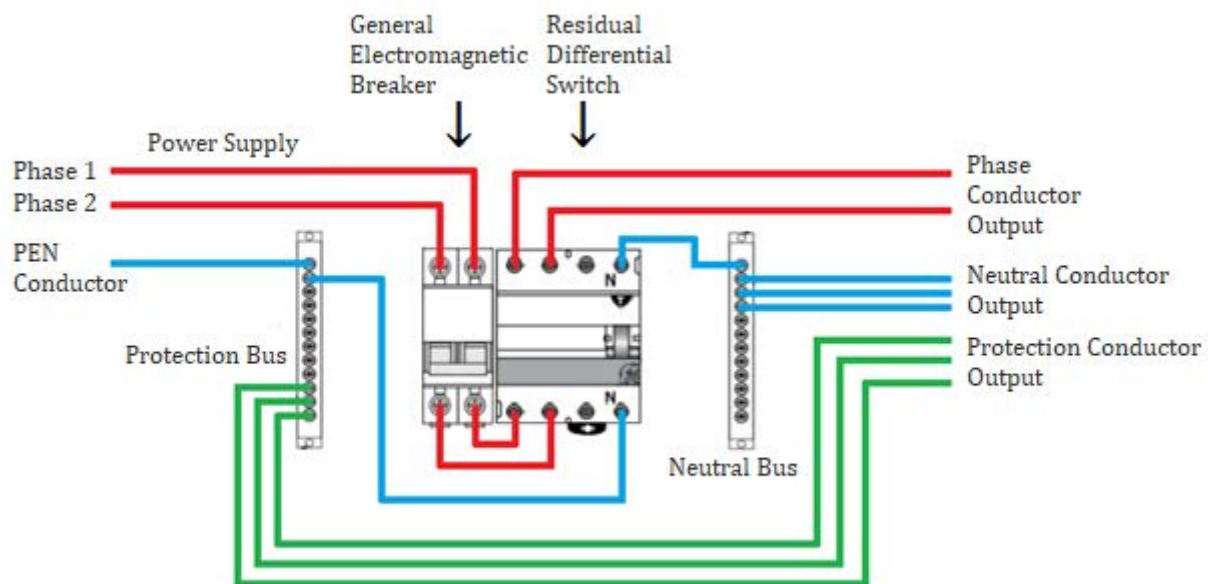 General
Electromagnetic
Breaker
Residual
Differential
Switch
Power Supply
Phase 1
Phase 2
PEN
Conductor
Protection Bus
N
N
Phase
Conductor
Output
Neutral Conductor
Output
Protection Conductor
Output
Neutral Bus